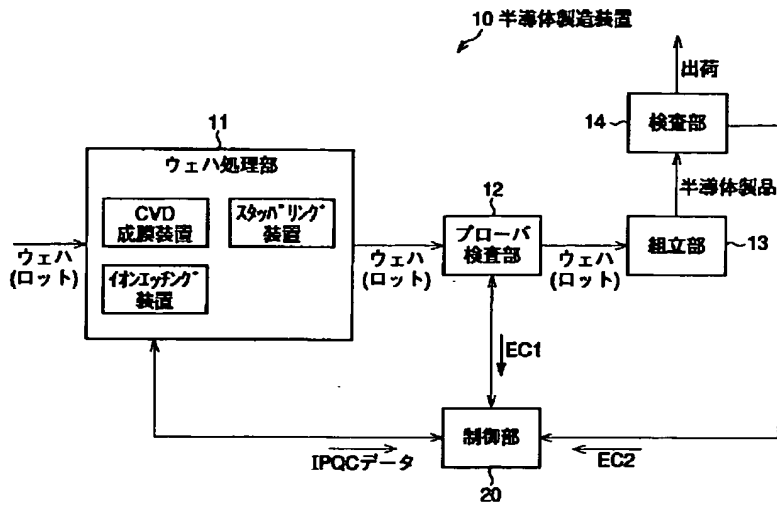 10 半導体製造装置
出荷
11
14
検査部
ウェハ処理部
半導体製品
12
CVD
成膜装置
スタッパリング
装置
プローバ
検査部
組立部
13
ウェハ
(ロット)
ウェハ
(ロット)
ウェハ
(ロット)
イオンエッチング
装置
EC1
制御部
IPQCデータ
EC2
20